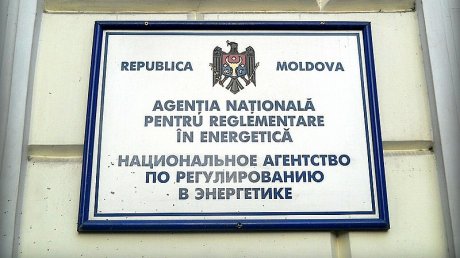 REPUBLICA MOLDOVA
AGENȚIA NAȚIONALĂ
PENTRU REGLEMENTARE
ÎN ENERGETICĂ
НАЦИОНАЛЬНОЕ АГЕНТСТВО
ПО РЕГУЛИРОВАНИЮ
В ЭНЕРГЕТИКЕ